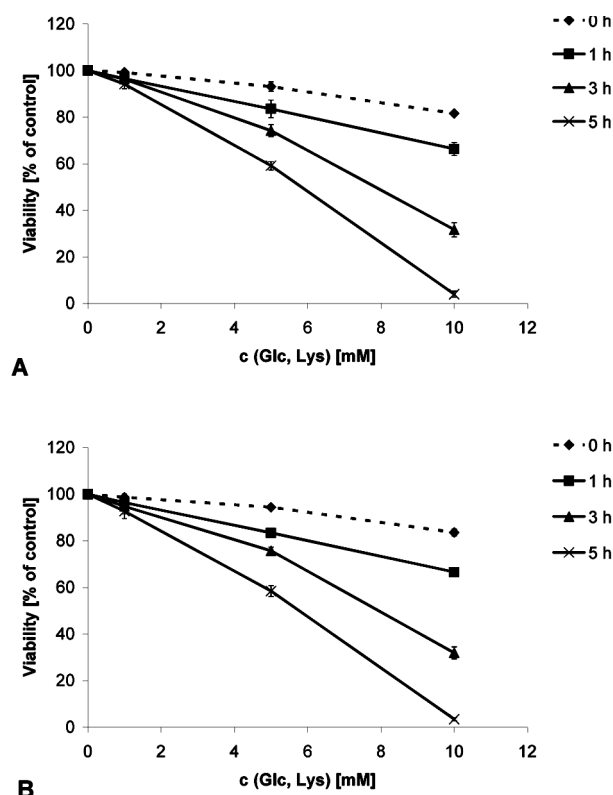 0 h
1 h
3 h
5 h
120
100
80
60
40
20
0
Viability [% of control]
0 2 4 6 8 10 12
c (Glc, Lys) [mM]
A
0 h
1 h
3 h
5 h
120
100
80
60
40
20
0
Viability [% of control]
0 2 4 6 8 10 12
c (Glc, Lys) [mM]
B